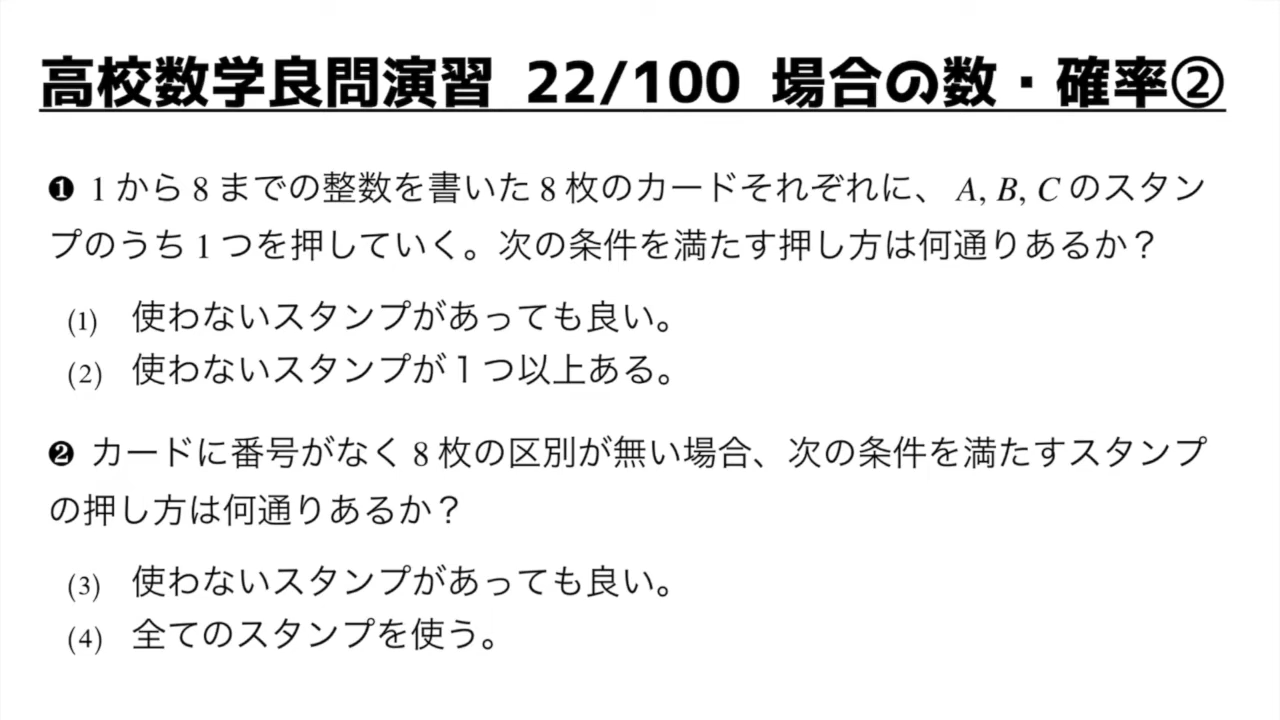 高校数学良問演習 22/100 場合の数・確率②
❶ 1 から 8 までの整数を書いた 8 枚のカードそれぞれに、 A, B, C のスタン
プのうち 1 つを押していく。次の条件を満たす押し方は何通りあるか？
(1) 使わないスタンプがあっても良い。
(2) 使わないスタンプが１つ以上ある。
❷ カードに番号がなく 8 枚の区別が無い場合、次の条件を満たすスタンプ
の押し方は何通りあるか？
(3) 使わないスタンプがあっても良い。
(4) 全てのスタンプを使う。